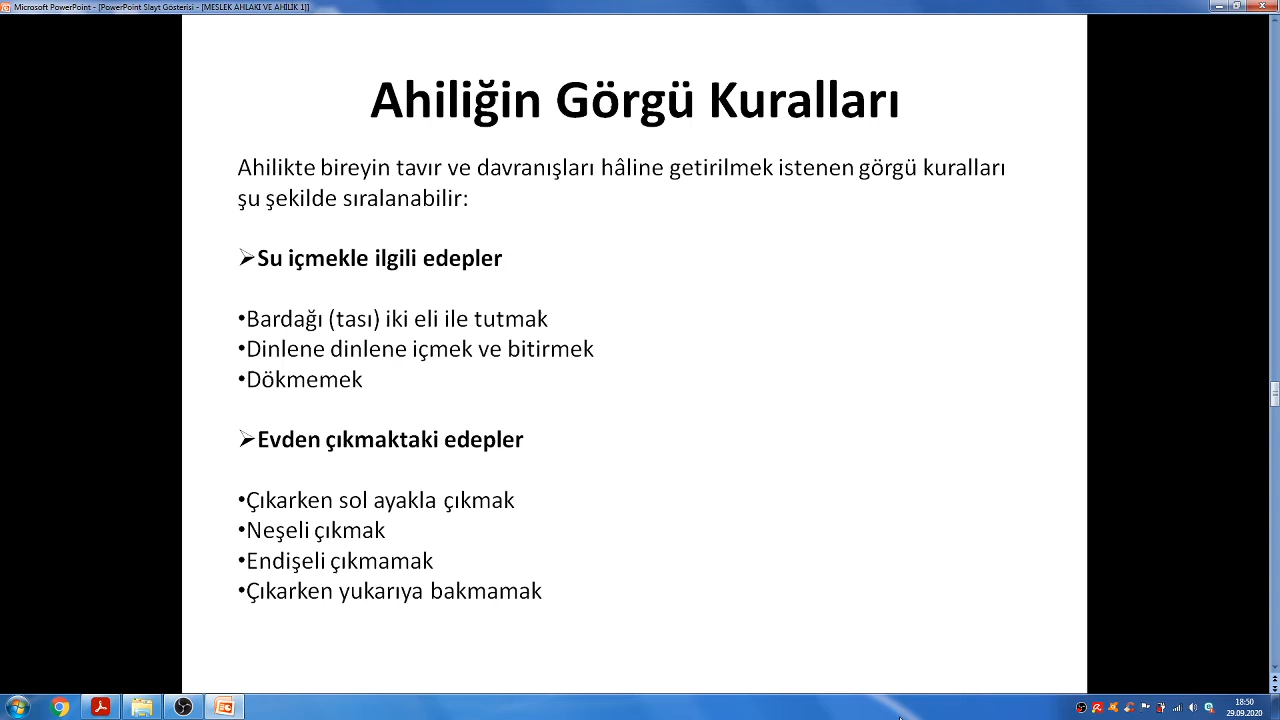 Microsoft PowerPoint - [PowerPoint Slayt Gösterisi - [MESLEK AHLAKI VE AHİLİK 1]]
Ahiliğin Görgü Kuralları
Ahilikte bireyin tavır ve davranışları hâline getirilmek istenen görgü kuralları
şu şekilde sıralanabilir:
➢Su içmekle ilgili edepler
•Bardağı (tası) iki eli ile tutmak
•Dinlene dinlene içmek ve bitirmek
•Dökmemek
➢Evden çıkmaktaki edepler
•Çıkarken sol ayakla çıkmak
•Neşeli çıkmak
•Endişeli çıkmamak
•Çıkarken yukarıya bakmamak
18:50
29.09.2020